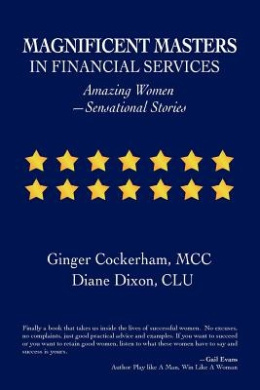 MAGNIFICENT MASTERS
IN FINANCIAL SERVICES
Amazing Women
—Sensational Stories
Ginger Cockerham, MCC
Diane Dixon, CLU
Finally a book that takes us inside the lives of successful women. No excuses,
no complaints, just good practical advice and examples. If you want to succeed
or you want to retain good women, listen to what these women have to say and
success is yours.
—Gail Evans
Author Play like A Man, Win Like A Woman